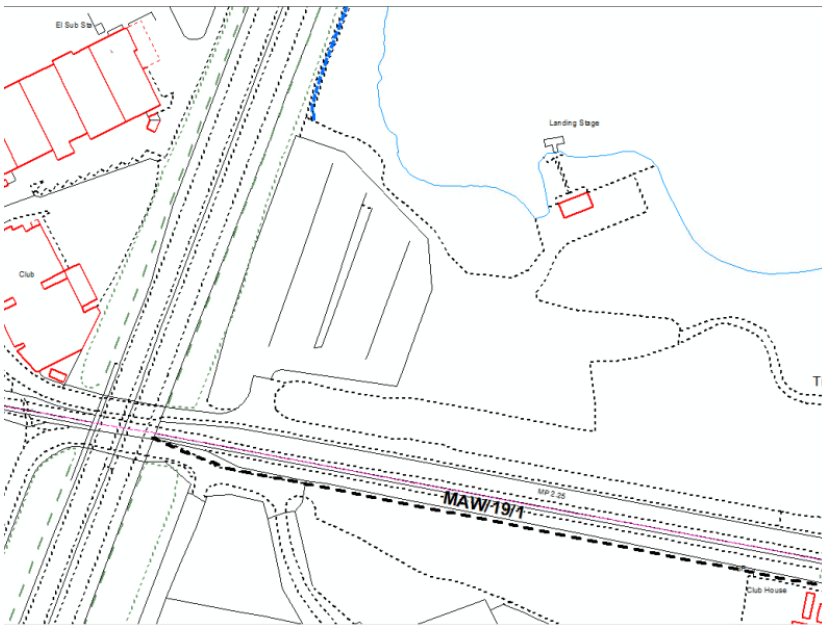 El Sub Sta
Landing Stage
Club
MP 2.25
MAW/19/1
Club House